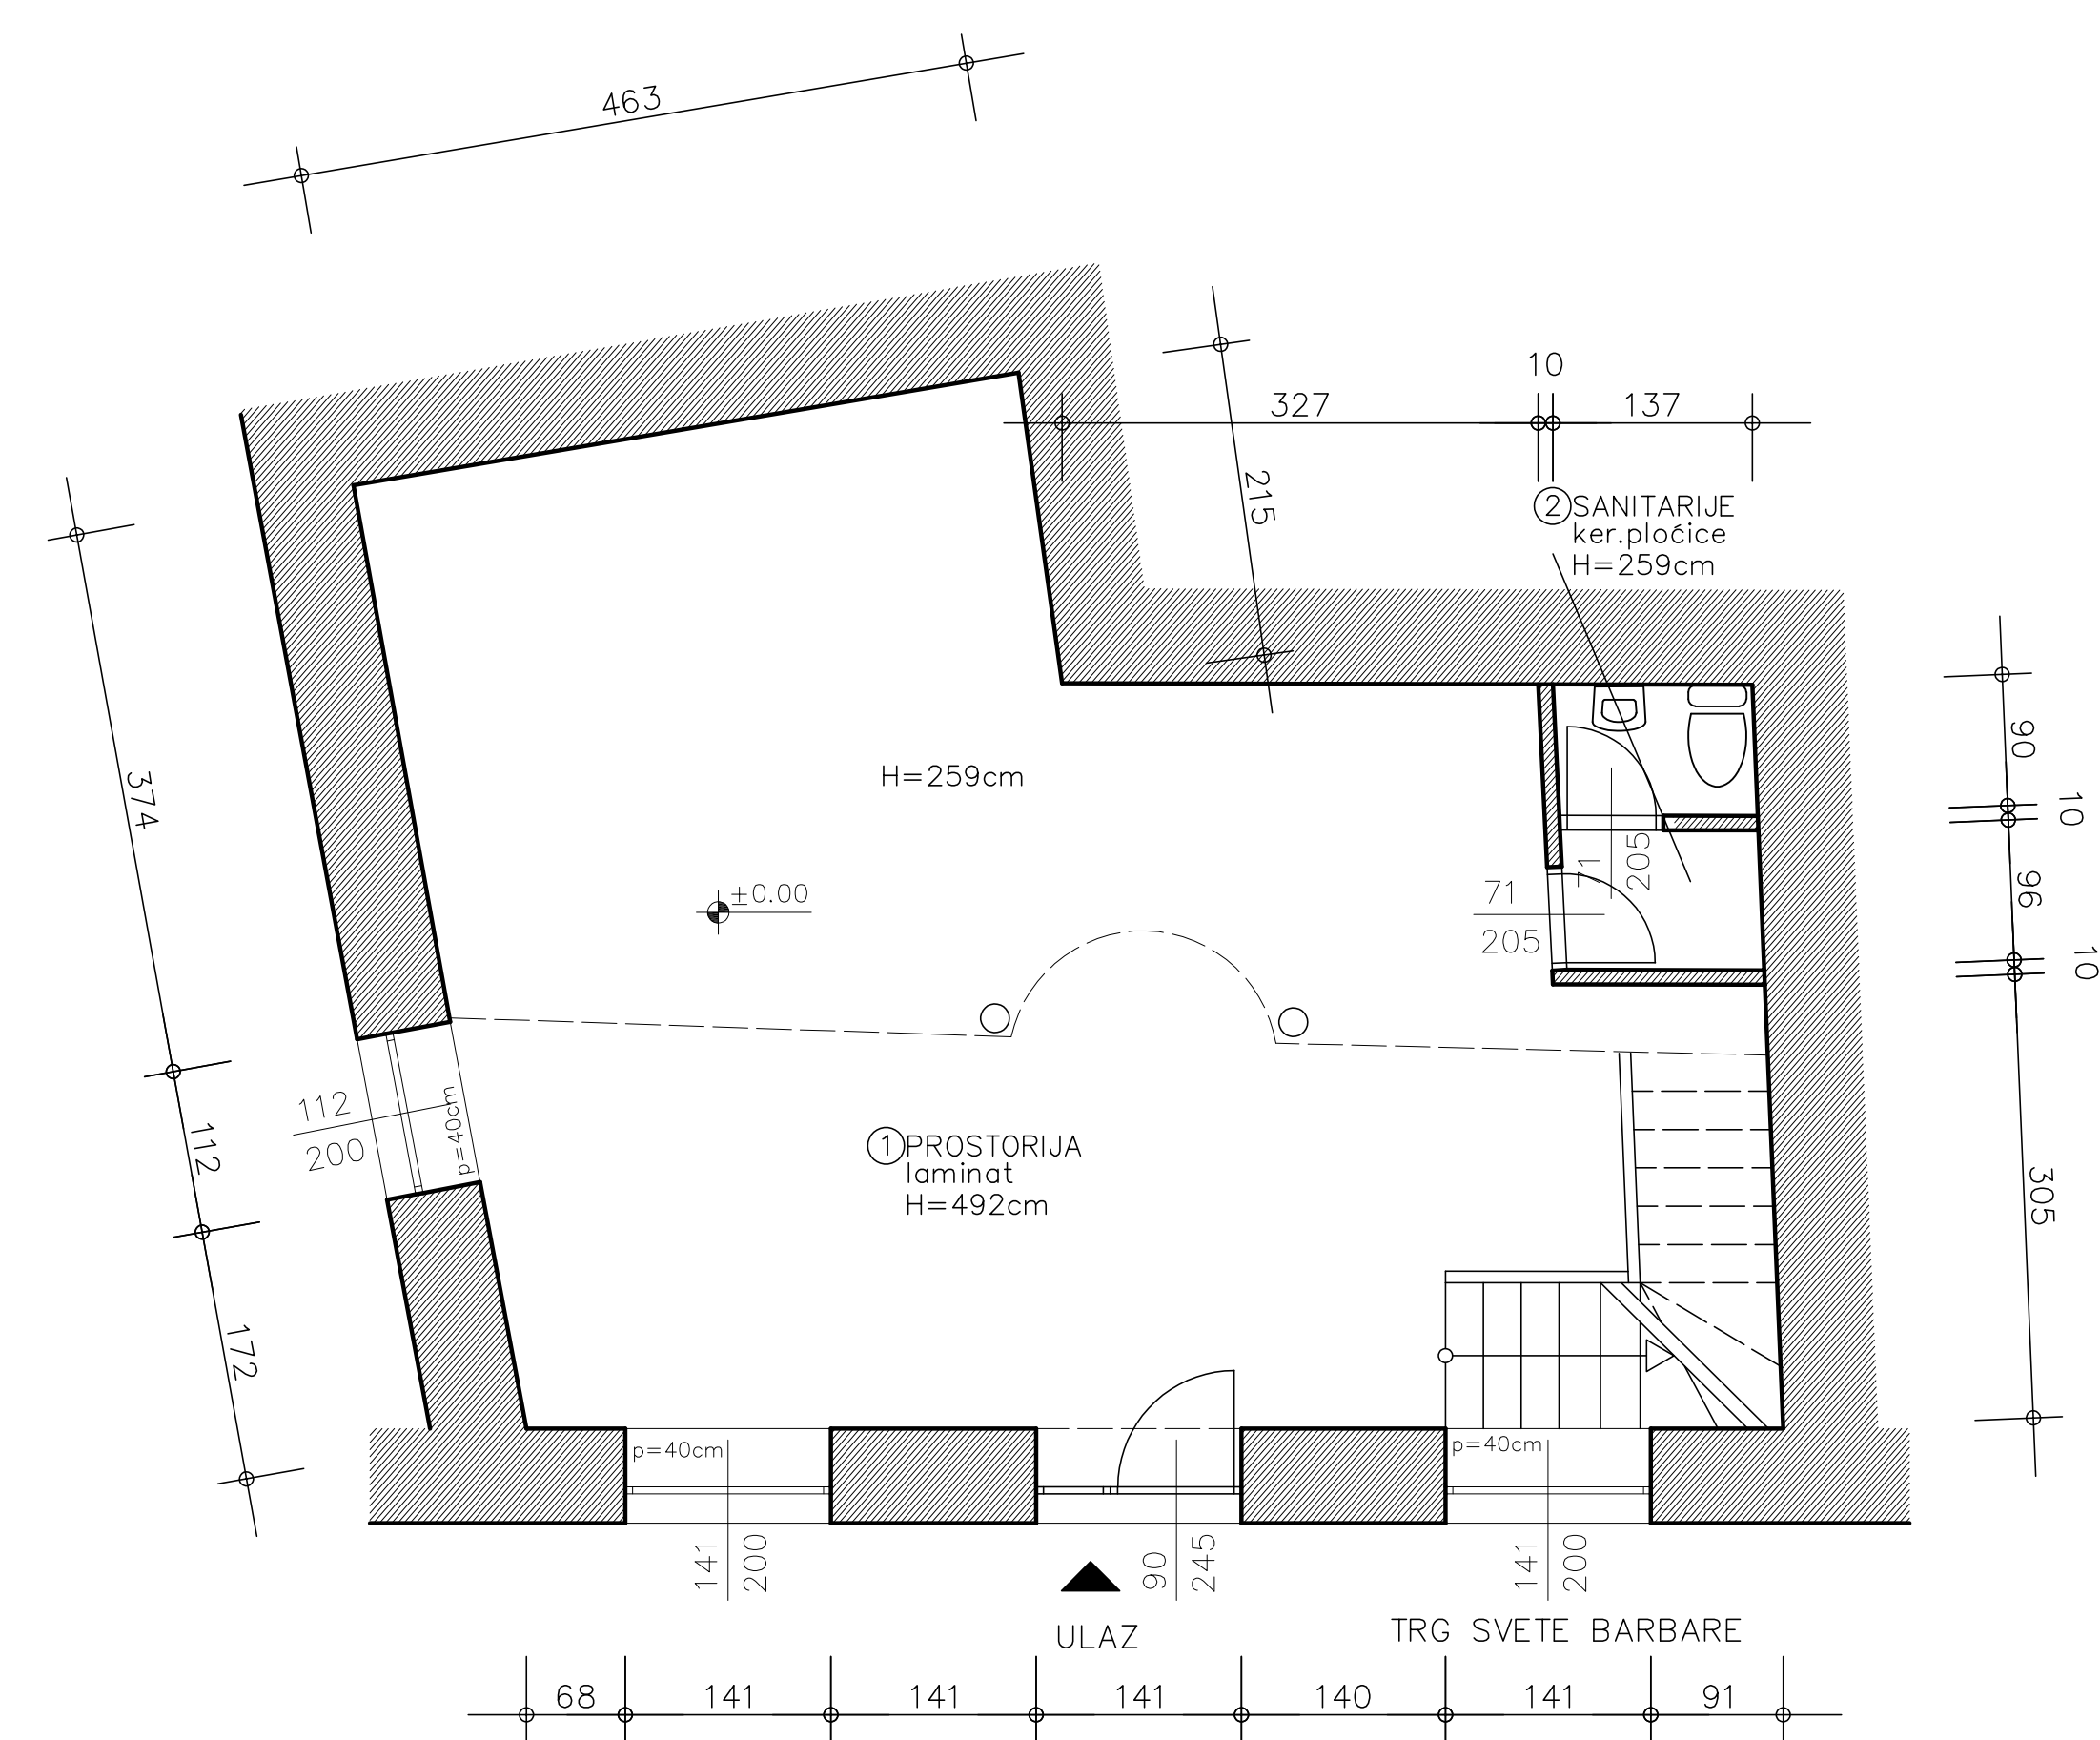 463
10
327
137
215
②SANITARIJE
ker.pločice
H=259cm
90
10
374
H=259cm
±0.00
71
205
71
205
96
10
112
200
p=40cm
112
①PROSTORIJA
laminat
H=492cm
305
172
p=40cm
p=40cm
141
200
90
245
141
200
ULAZ
TRG SVETE BARBARE
68
141
141
141
140
141
91